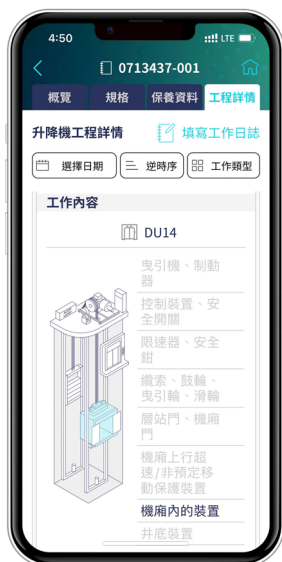 4:50 LTE
0713437-001
概覽 規格 保養資料 工程詳情
升降機工程詳情 填寫工作日誌
選擇日期 逆時序 工作類型
工作內容
DU14
曳引機、制動
器
控制裝置、安
全開關
限速器、安全
鉗
纜索、鼓輪、
曳引輪、滑輪
層站門、機廂
門
機廂上行超
速/非預定移
動保護裝置
機廂內的裝置
井底裝置